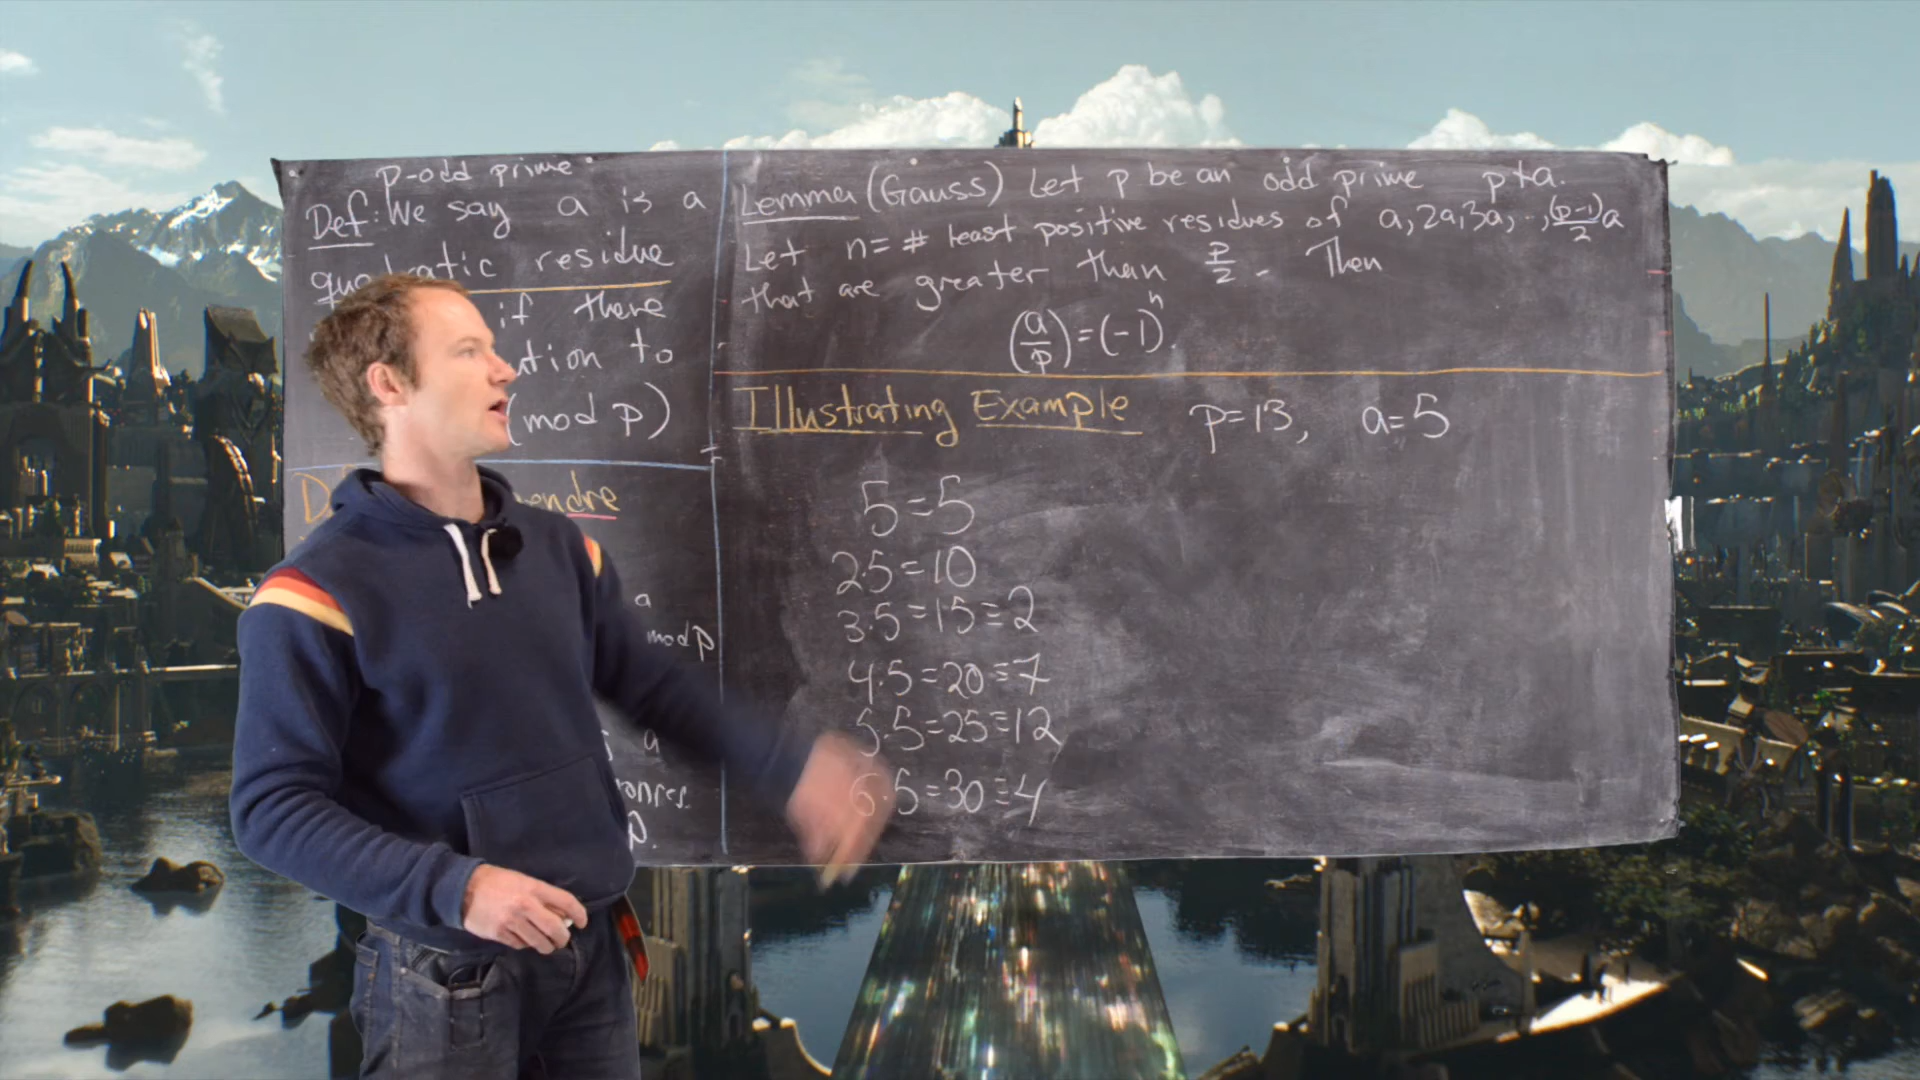 p-odd prime
Def: We say a is a
quadratic residue
if there
to
(mod p)
endre
a
mod p
a
nonres.
p.
Lemma (Gauss) Let p be an odd prime p∤a.
Let n = # least positive residues of a, 2a, 3a, ..., (p-1)/2 a
that are greater than p/2. Then
(a/p) = (-1)^n.
Illustrating Example p=13, a=5
5=5
2·5=10
3·5=15≡2
4·5=20≡7
5·5=25≡12
6·5=30≡4